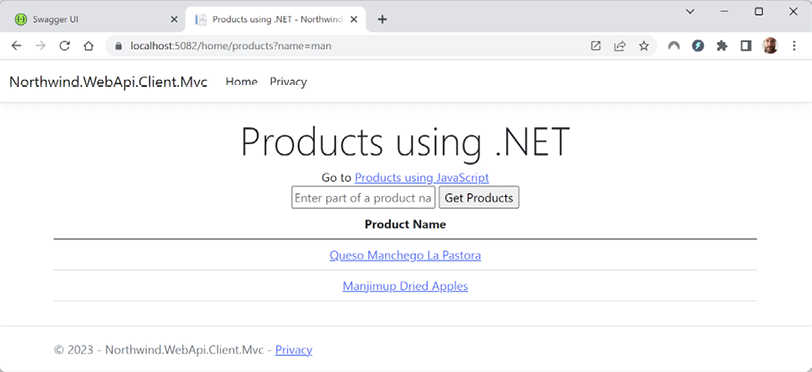 Swagger UI
Products using .NET - Northwind.
localhost:5082/home/products?name=man
Northwind.WebApi.Client.Mvc Home Privacy
Products using .NET
Go to Products using JavaScript
Enter part of a product na Get Products
Product Name
Queso Manchego La Pastora
Manjimup Dried Apples
© 2023 - Northwind.WebApi.Client.Mvc - Privacy